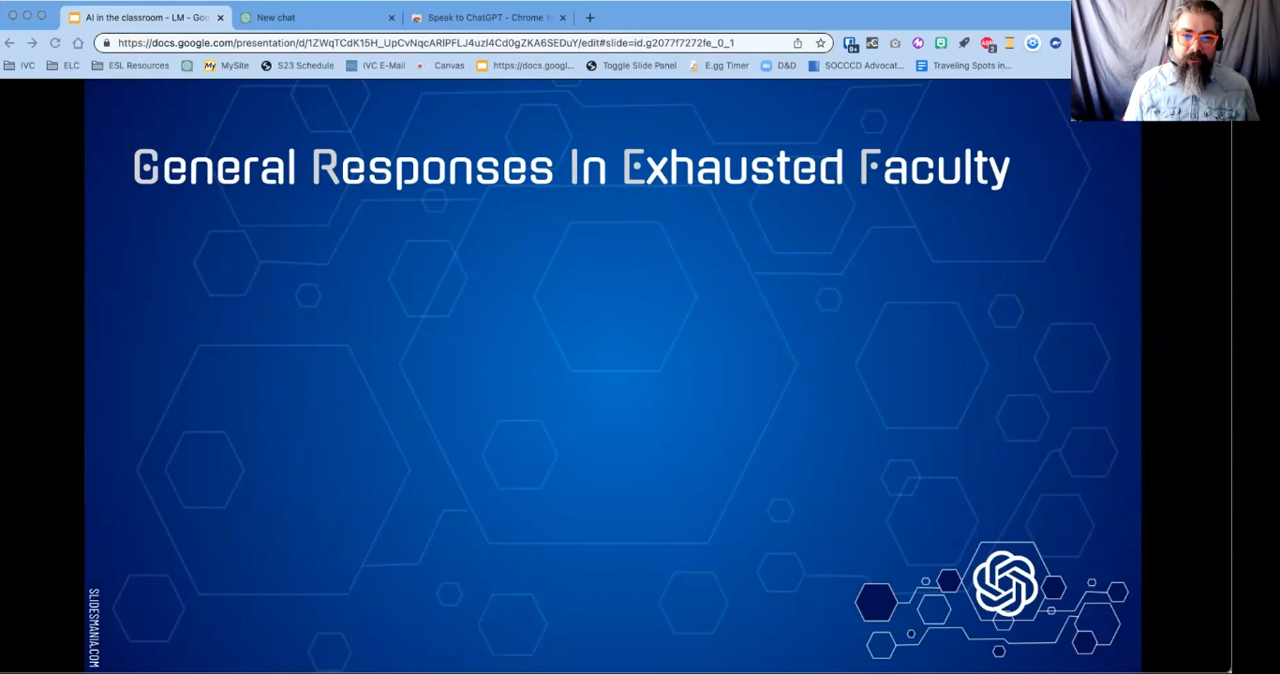 AI in the classroom - LM - Goo
New chat
Speak to ChatGPT - Chrome W
https://docs.google.com/presentation/d/1ZWqTCdK15H_UpCvNqcARlPFLJ4uzI4Cd0gZKA6SEDuY/edit#slide=id.g2077f7272fe_0_1
IVC ELC ESL Resources MySite S23 Schedule IVC E-Mail Canvas https://docs.googl... Toggle Slide Panel E.gg Timer D&D SOCCCD Advocat... Traveling Spots in...
General Responses In Exhausted Faculty
SLIDESMANIA.COM